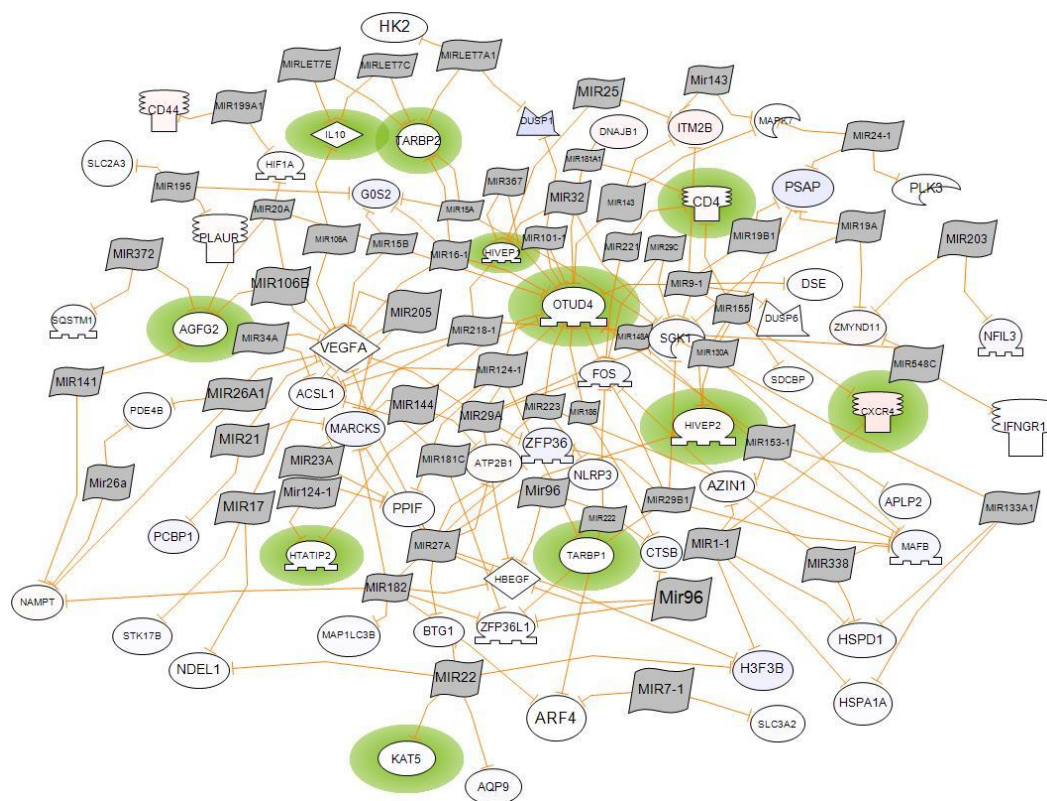 HK2
MIRLET7E
MIRLET7C
MIRLET7A1
MIR25
Mir143
CD44
MIR199A1
IL10
TARBP2
DUSP1
DNAJB1
ITM2B
MAPK7
MIR24-1
SLC2A3
HIF1A
MIR181A1
MIR195
G0S2
MIR367
MIR32
MIR143
CD4
PSAP
PLK3
MIR20A
MIR15A
PLAUR
MIR106A
MIR15B
MIR16-1
HIVEP1
MIR101-1
MIR221
MIR29C
MIR19B1
MIR19A
MIR203
MIR372
MIR106B
MIR205
OTUD4
MIR9-1
DSE
SQSTM1
AGFG2
MIR34A
VEGFA
MIR218-1
MIR148A
SGK1
MIR155
DUSP6
ZMYND11
NFIL3
MIR130A
MIR548C
MIR141
MIR26A1
ACSL1
MIR124-1
FOS
SDCBP
PDE4B
MIR144
MIR29A
MIR223
MIR185
HIVEP2
CXCR4
IFNGR1
MIR21
MARCKS
ZFP36
MIR153-1
Mir26a
MIR23A
MIR181C
ATP2B1
NLRP3
AZIN1
APLP2
Mir124-1
MIR17
PPIF
Mir96
MIR29B1
MIR133A1
PCBP1
MIR222
HTATIP2
MIR27A
TARBP1
CTSB
MIR1-1
MAFB
MIR338
HBEGF
NAMPT
MIR182
Mir96
STK17B
MAP1LC3B
BTG1
ZFP36L1
HSPD1
NDEL1
MIR22
H3F3B
MIR7-1
HSPA1A
ARF4
SLC3A2
KAT5
AQP9